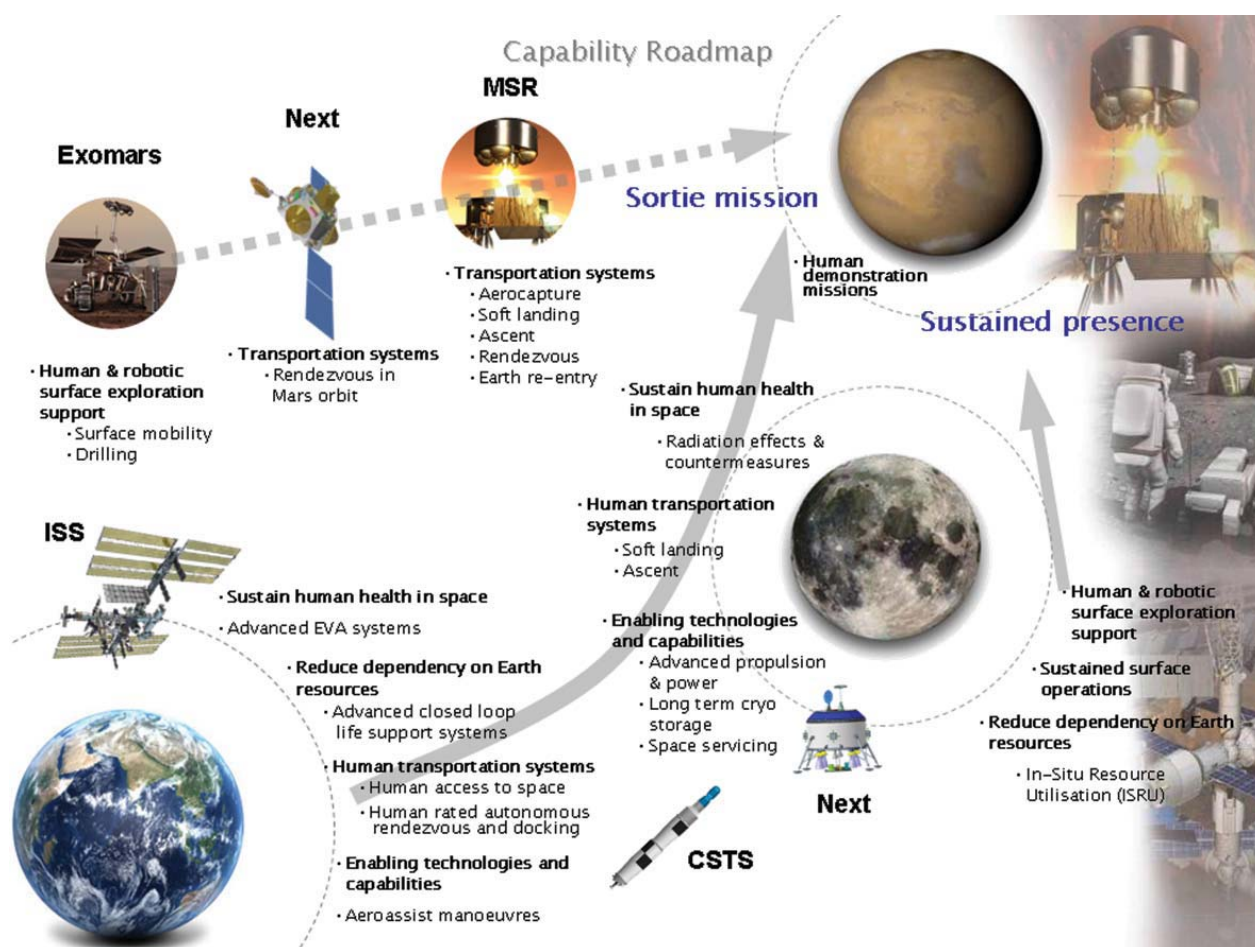 Capability Roadmap
Exomars
Next
MSR
Sortie mission
· Human
demonstration
missions
Sustained presence
· Human & robotic
surface exploration
support
· Surface mobility
· Drilling
· Transportation systems
· Rendezvous in
Mars orbit
· Transportation systems
· Aerocapture
· Soft landing
· Ascent
· Rendezvous
· Earth re-entry
· Sustain human health
in space
· Radiation effects &
countermeasures
· Human transportation
systems
· Soft landing
· Ascent
· Enabling technologies
and capabilities
· Advanced propulsion
& power
· Long term cryo
storage
· Space servicing
Next
CSTS
ISS
· Sustain human health in space
· Advanced EVA systems
· Reduce dependency on Earth
resources
· Advanced closed loop
life support systems
· Human transportation systems
· Human access to space
· Human rated autonomous
rendezvous and docking
· Enabling technologies and
capabilities
· Aeroassist manoeuvres
· Human & robotic
surface exploration
support
· Sustained surface
operations
· Reduce dependency on Earth
resources
· In-Situ Resource
Utilisation (ISRU)